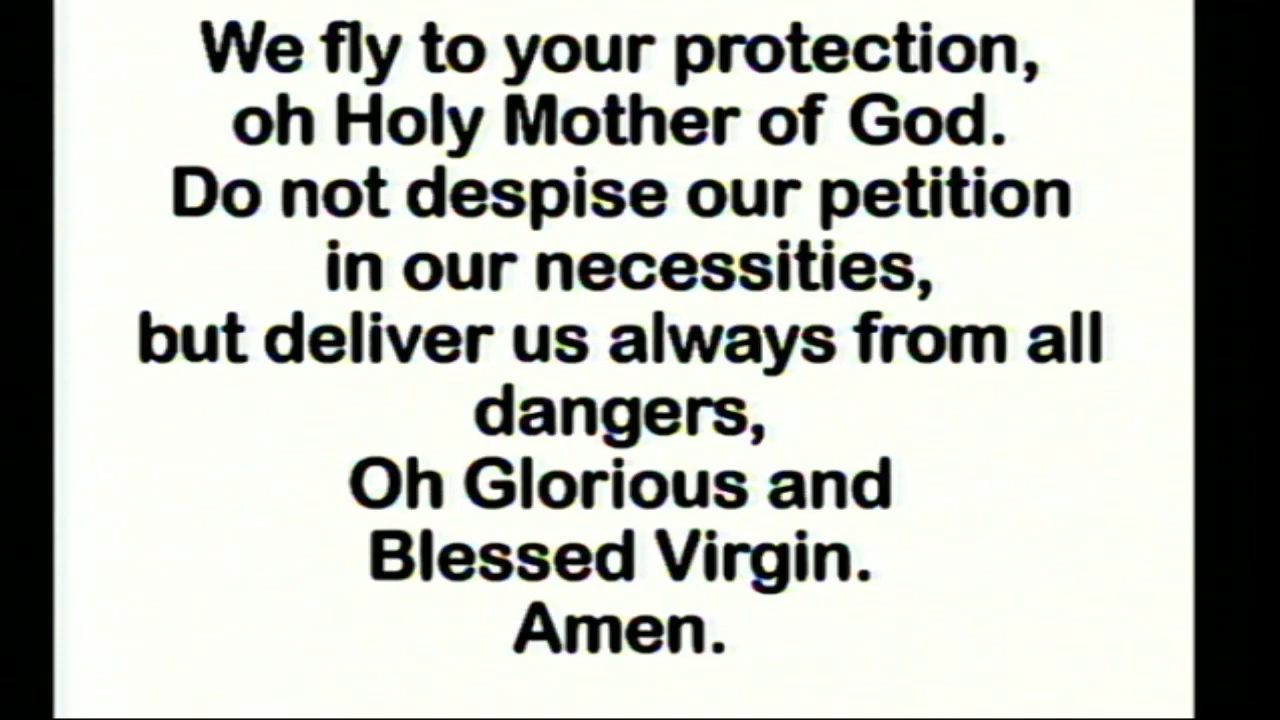 We fly to your protection,
oh Holy Mother of God.
Do not despise our petition
in our necessities,
but deliver us always from all
dangers,
Oh Glorious and
Blessed Virgin.
Amen.